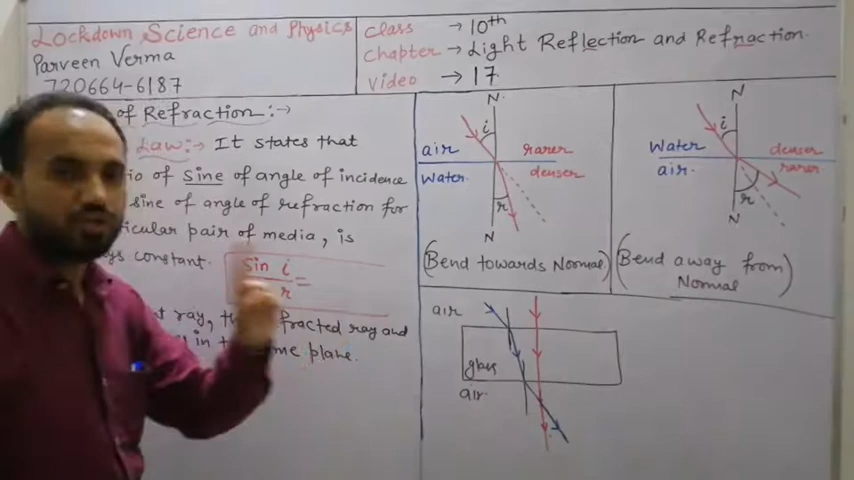 Lockdown Science and Physics
Parveen Verma
720664-6187
Class → 10th
Chapter → Light Reflection and Refraction.
Video → 17
of Refraction :→
Law :→ It states that
io of sine of angle of incidence
sine of angle of refraction for
icular pair of media, is
ys constant.
sin i
r =
t ray, the refracted ray and
in same plane.
N
i
air
rarer
water
denser
r
N
(Bend towards Normal)
N
i
water
denser
air
rarer
r
N
(Bend away from
Normal)
air
glass
air